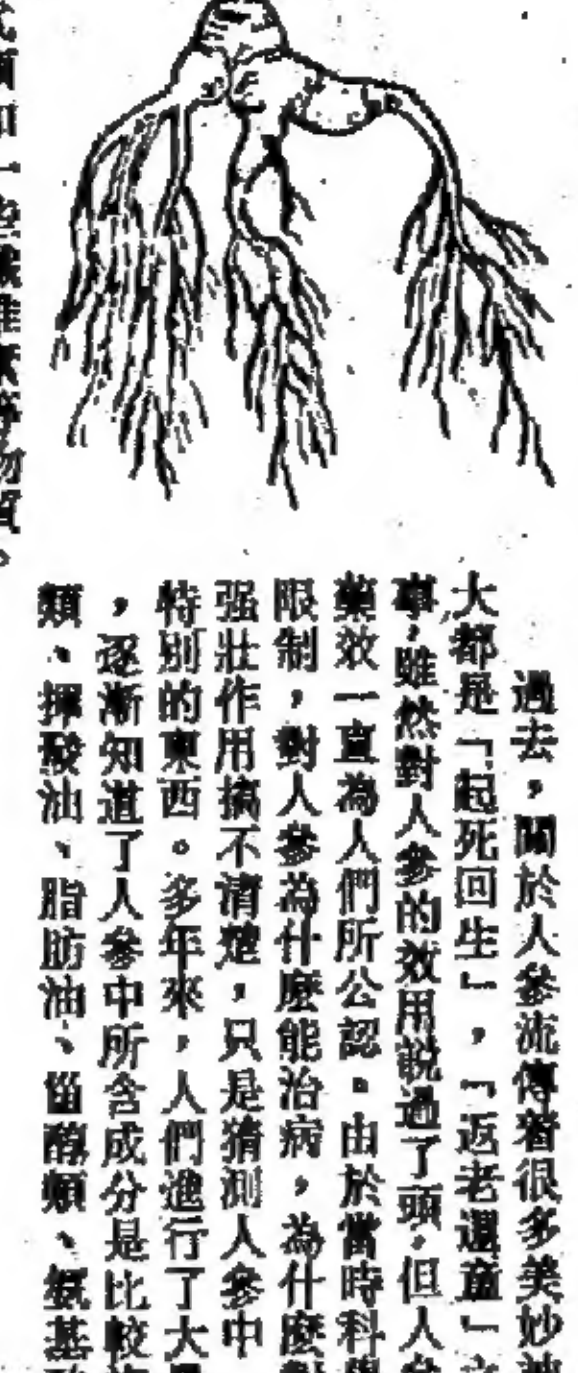 過去，關於人參流傳着很多美妙
大都是「起死回生」，「返老還童」
事，雖然對人參的效用說過了頭，但人參
藥效一直為人們所公認。由於當時科學
限制，對人參為什麼能治病，為什麼對
强壯作用搞不清楚，只是猜測人參中
特別的東西。多年來，人們進行了大
，逐漸知道了人參中所含成分是比較
類、揮發油、脂肪油、甾醇類、氨基
和一些纖維素等物質。